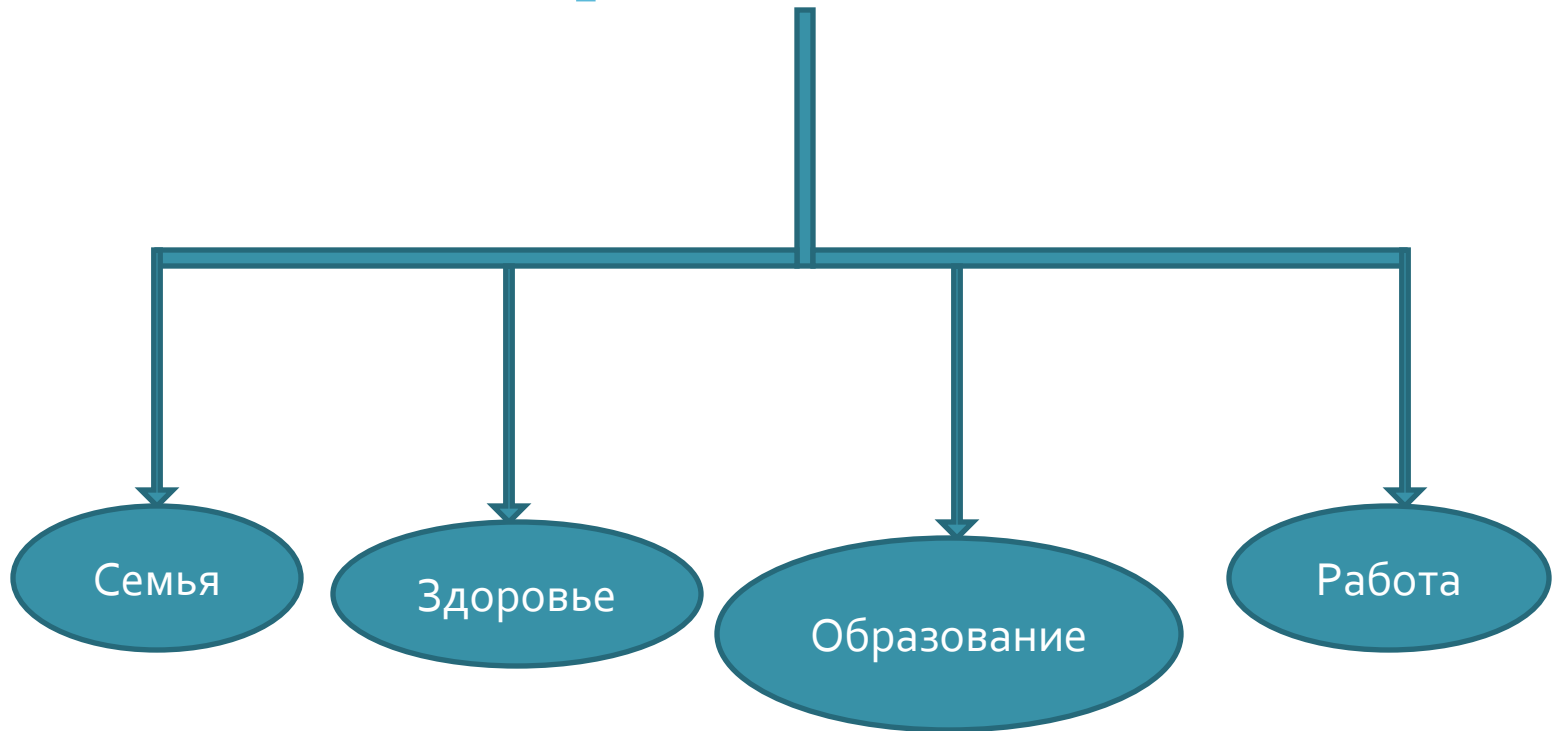 Семья
Здоровье
Образование
Работа